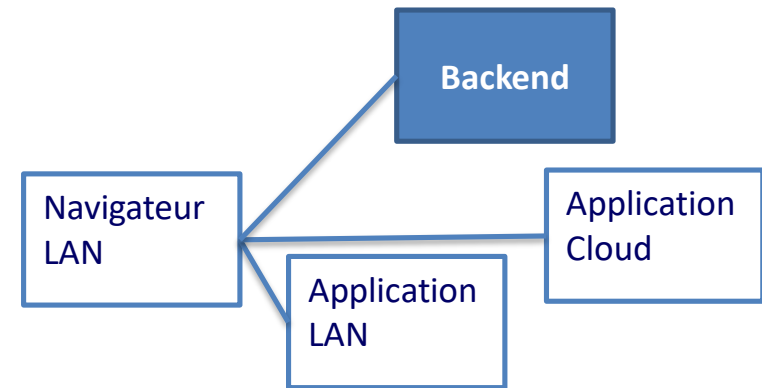 Backend
Navigateur
LAN
Application
Cloud
Application
LAN